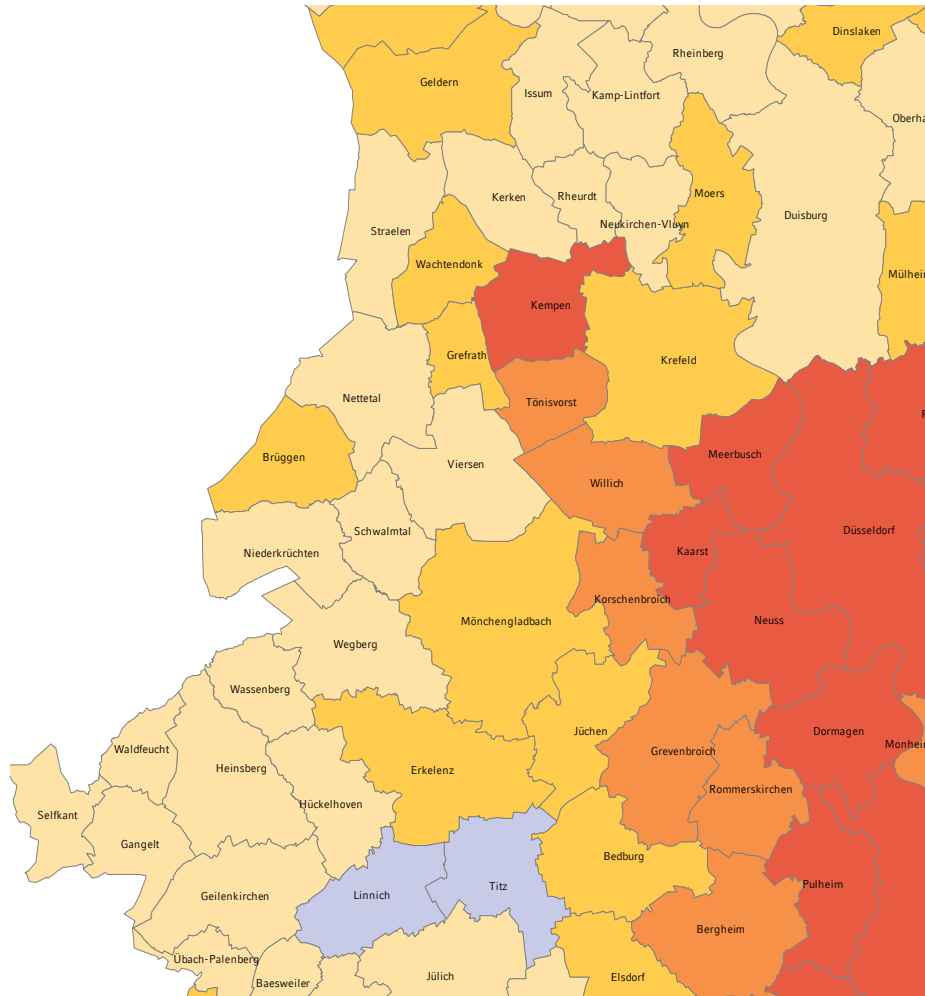 Dinslaken
Rheinberg
Geldern
Issum
Kamp-Lintfort
Oberha
Moers
Kerken
Rheurdt
Duisburg
Neukirchen-Vluyn
Straelen
Wachtendonk
Mülhein
Kempen
Grefrath
Krefeld
Nettetal
Tönisvorst
Meerbusch
Brüggen
Viersen
Willich
Schwalmtal
Düsseldorf
Niederkrüchten
Kaarst
Korschenbroich
Mönchengladbach
Neuss
Wegberg
Wassenberg
Jüchen
Dormagen
Waldfeucht
Grevenbroich
Monhein
Heinsberg
Erkelenz
Rommerskirchen
Hückelhoven
Selfkant
Gangelt
Bedburg
Pulheim
Titz
Linnich
Geilenkirchen
Bergheim
Übach-Palenberg
Jülich
Elsdorf
Baesweiler